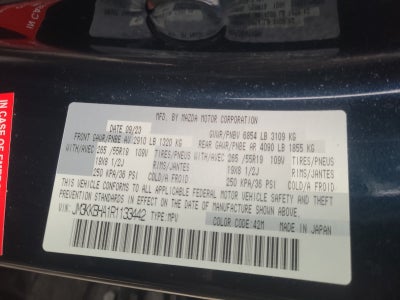 MFD. BY MAZDA MOTOR CORPORATION
DATE 09/23
GVWR/PNBV 6854 LB 3109 KG
FRONT GAWR/PNBE AV 2910 LB 1320 KG
REAR GAWR/PNBE AR 4090 LB 1855 KG
WITH/AVEC 265 /55R19 109V TIRES/PNEUS WITH/AVEC 265 /55R19 109V TIRES/PNEUS
19X8 1/2J RIMS/JANTES 19X8 1/2J RIMS/JANTES
250 KPA/36 PSI COLD/A FROID 250 KPA/36 PSI COLD/A FROID
THIS VEHICLE CONFORMS TO ALL APPLICABLE FEDERAL MOTOR VEHICLE SAFETY AND THEFT
PREVENTION STANDARDS IN EFFECT ON THE DATE OF MANUFACTURE SHOWN ABOVE.
JM3KKBHA1R1133442 TYPE MPV
COLOR CODE 42M MADE IN JAPAN
IN CASE OF